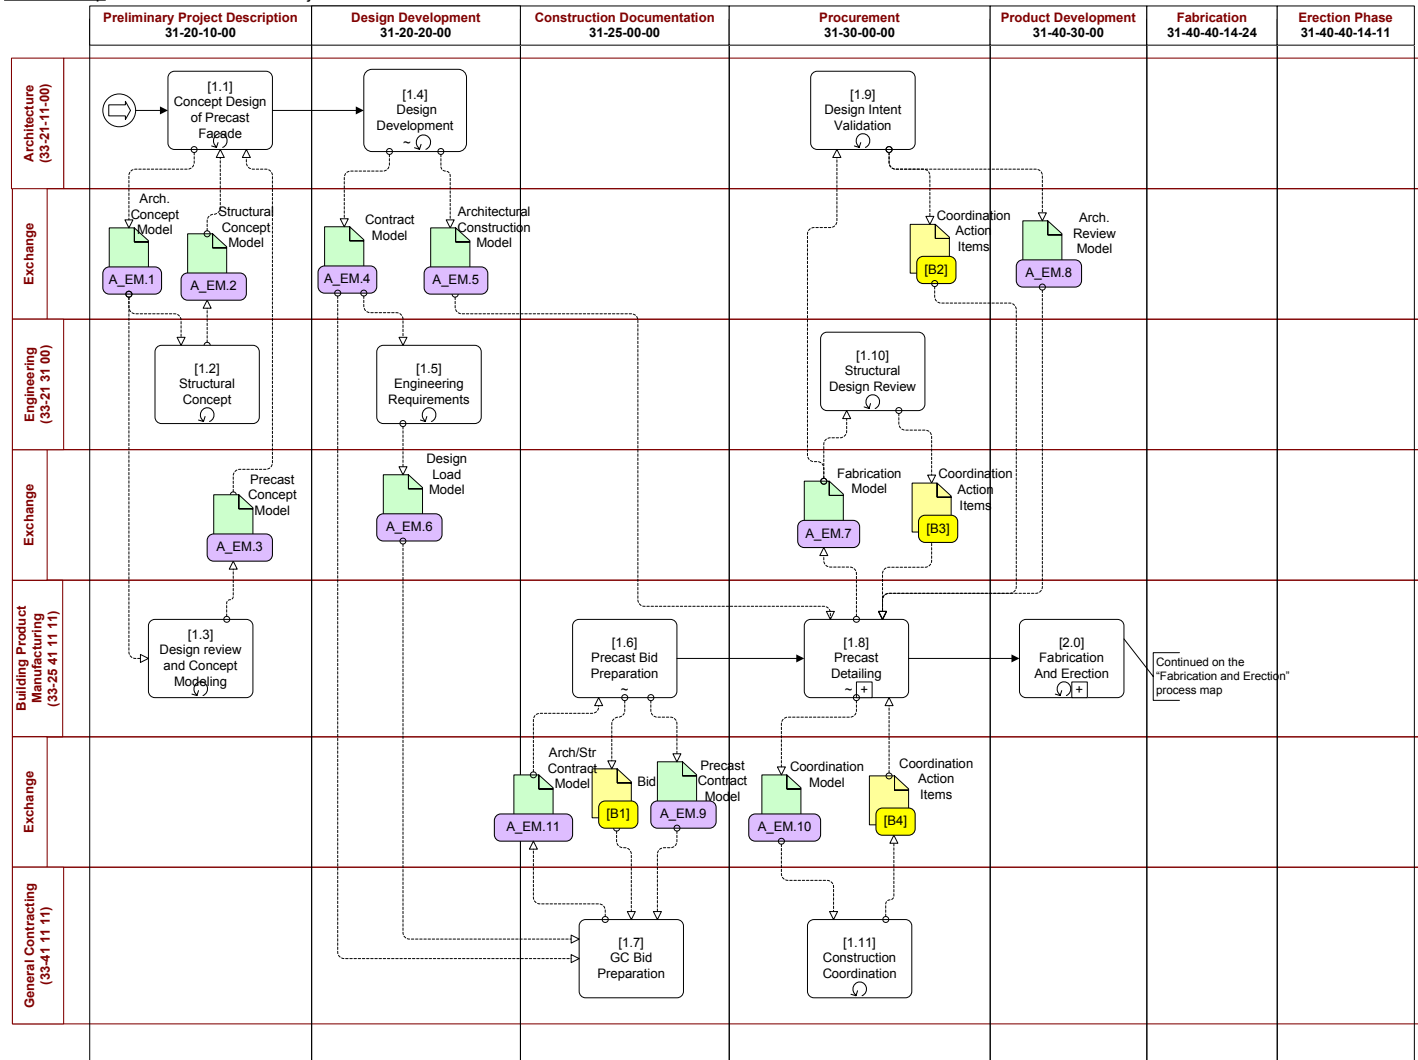 Preliminary Project Description
31-20-10-00
Design Development
31-20-20-00
Construction Documentation
31-25-00-00
Procurement
31-30-00-00
Product Development
31-40-30-00
Fabrication
31-40-40-14-24
Erection Phase
31-40-40-14-11
Architecture
(33-21-11-00)
[1.1]
Concept Design
of Precast
Facade
[1.4]
Design
Development
~
[1.9]
Design Intent
Validation
Exchange
Arch.
Concept
Model
A_EM.1
Structural
Concept
Model
A_EM.2
Contract
Model
A_EM.4
Architectural
Construction
Model
A_EM.5
Coordination
Action
Items
[B2]
Arch.
Review
Model
A_EM.8
Engineering
(33-21 31 00)
[1.2]
Structural
Concept
[1.5]
Engineering
Requirements
[1.10]
Structural
Design Review
Exchange
Precast
Concept
Model
A_EM.3
Design
Load
Model
A_EM.6
Fabrication
Model
A_EM.7
Coordination
Action
Items
[B3]
Building Product
Manufacturing
(33-25 41 11 11)
[1.3]
Design review
and Concept
Modeling
[1.6]
Precast Bid
Preparation
~
[1.8]
Precast
Detailing
~ +
[2.0]
Fabrication
And Erection
+
Continued on the
“Fabrication and Erection”
process map
Exchange
Arch/Str
Contract
Model
A_EM.11
Bid
[B1]
Precast
Contract
Model
A_EM.9
Coordination
Model
A_EM.10
Coordination
Action
Items
[B4]
General Contracting
(33-41 11 11)
[1.7]
GC Bid
Preparation
[1.11]
Construction
Coordination